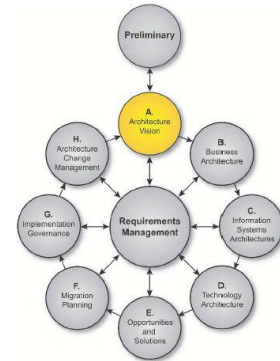 Preliminary
A.
Architecture
Vision
H.
Architecture
Change
Management
B.
Business
Architecture
G.
Implementation
Governance
Requirements
Management
C.
Information
Systems
Architectures
F.
Migration
Planning
D.
Technology
Architecture
E.
Opportunities
and
Solutions